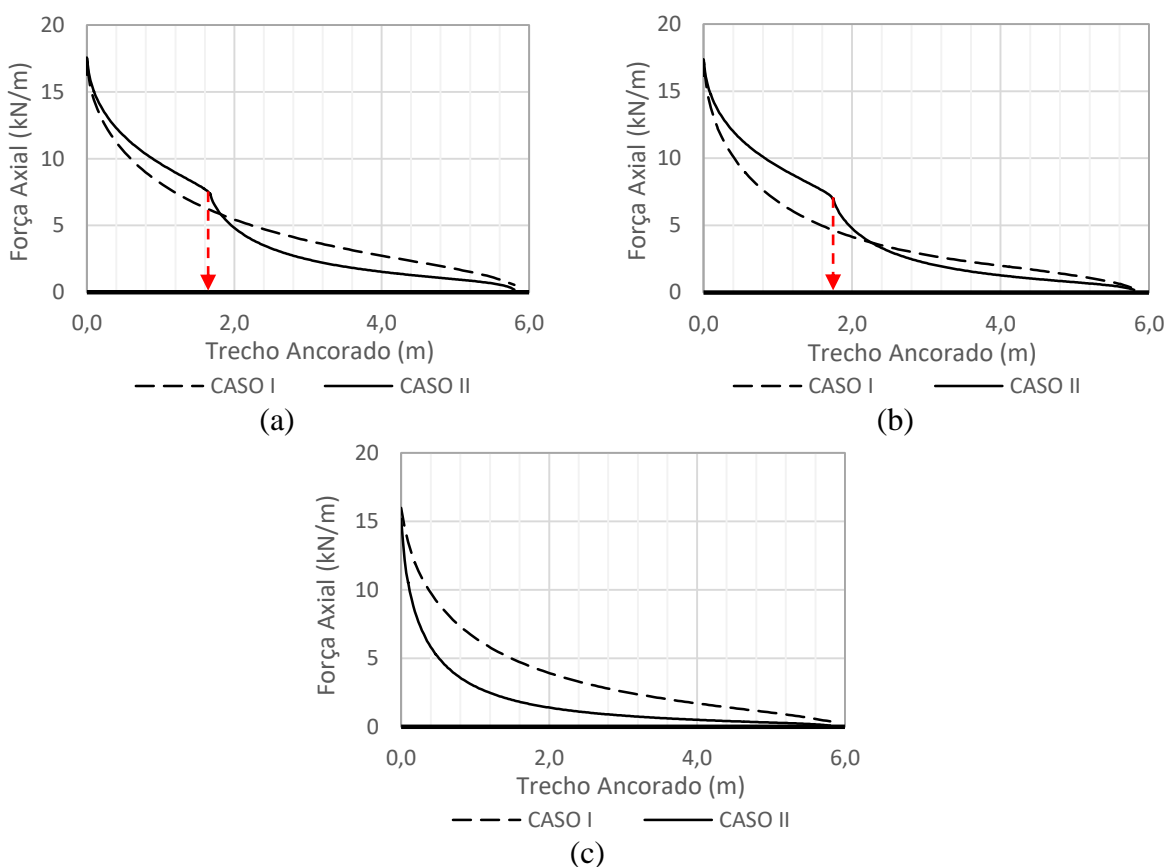 20
15
10
5
0
Força Axial (kN/m)
0,0 2,0 4,0 6,0
Trecho Ancorado (m)
CASO I CASO II
(a)
20
15
10
5
0
Força Axial (kN/m)
0,0 2,0 4,0 6,0
Trecho Ancorado (m)
CASO I CASO II
(b)
20
15
10
5
0
Força Axial (kN/m)
0,0 2,0 4,0 6,0
Trecho Ancorado (m)
CASO I CASO II
(c)